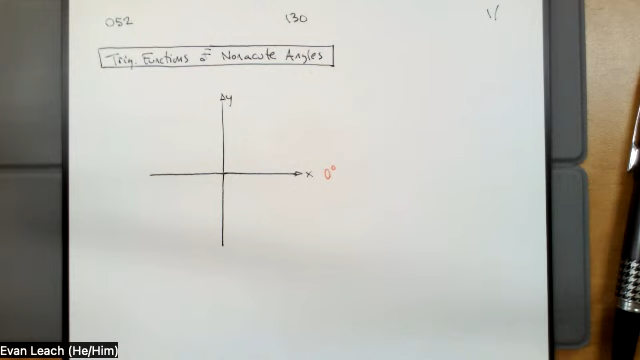 052 130 1/
Trig. Functions of Nonacute Angles
y
x 0°
Evan Leach (He/Him)